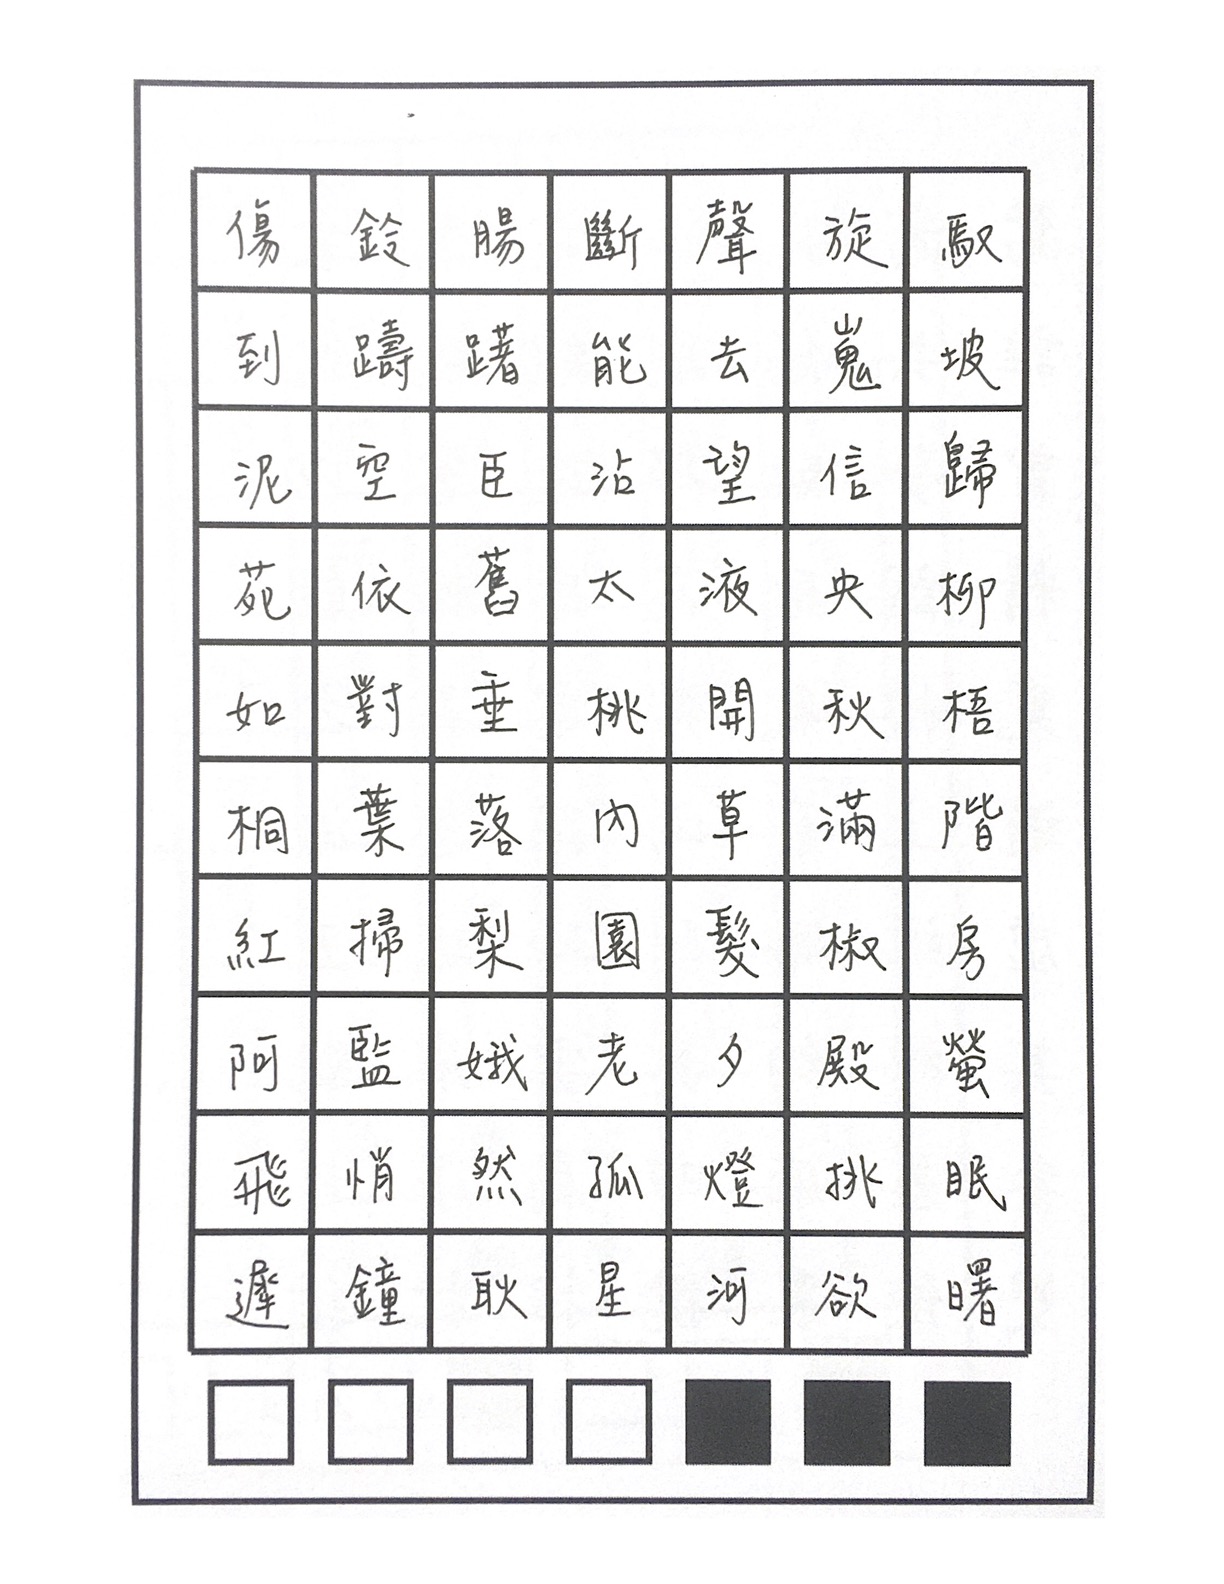 傷鈴腸斷聲旋馭
到躊躇能去嵬坡
泥空臣沾望信歸
苑依舊太液央柳
如對垂桃開秋梧
桐葉落內草滿階
紅掃梨園髮椒房
阿監娥老夕殿螢
飛悄然孤燈挑眠
遲鐘耿星河欲曙